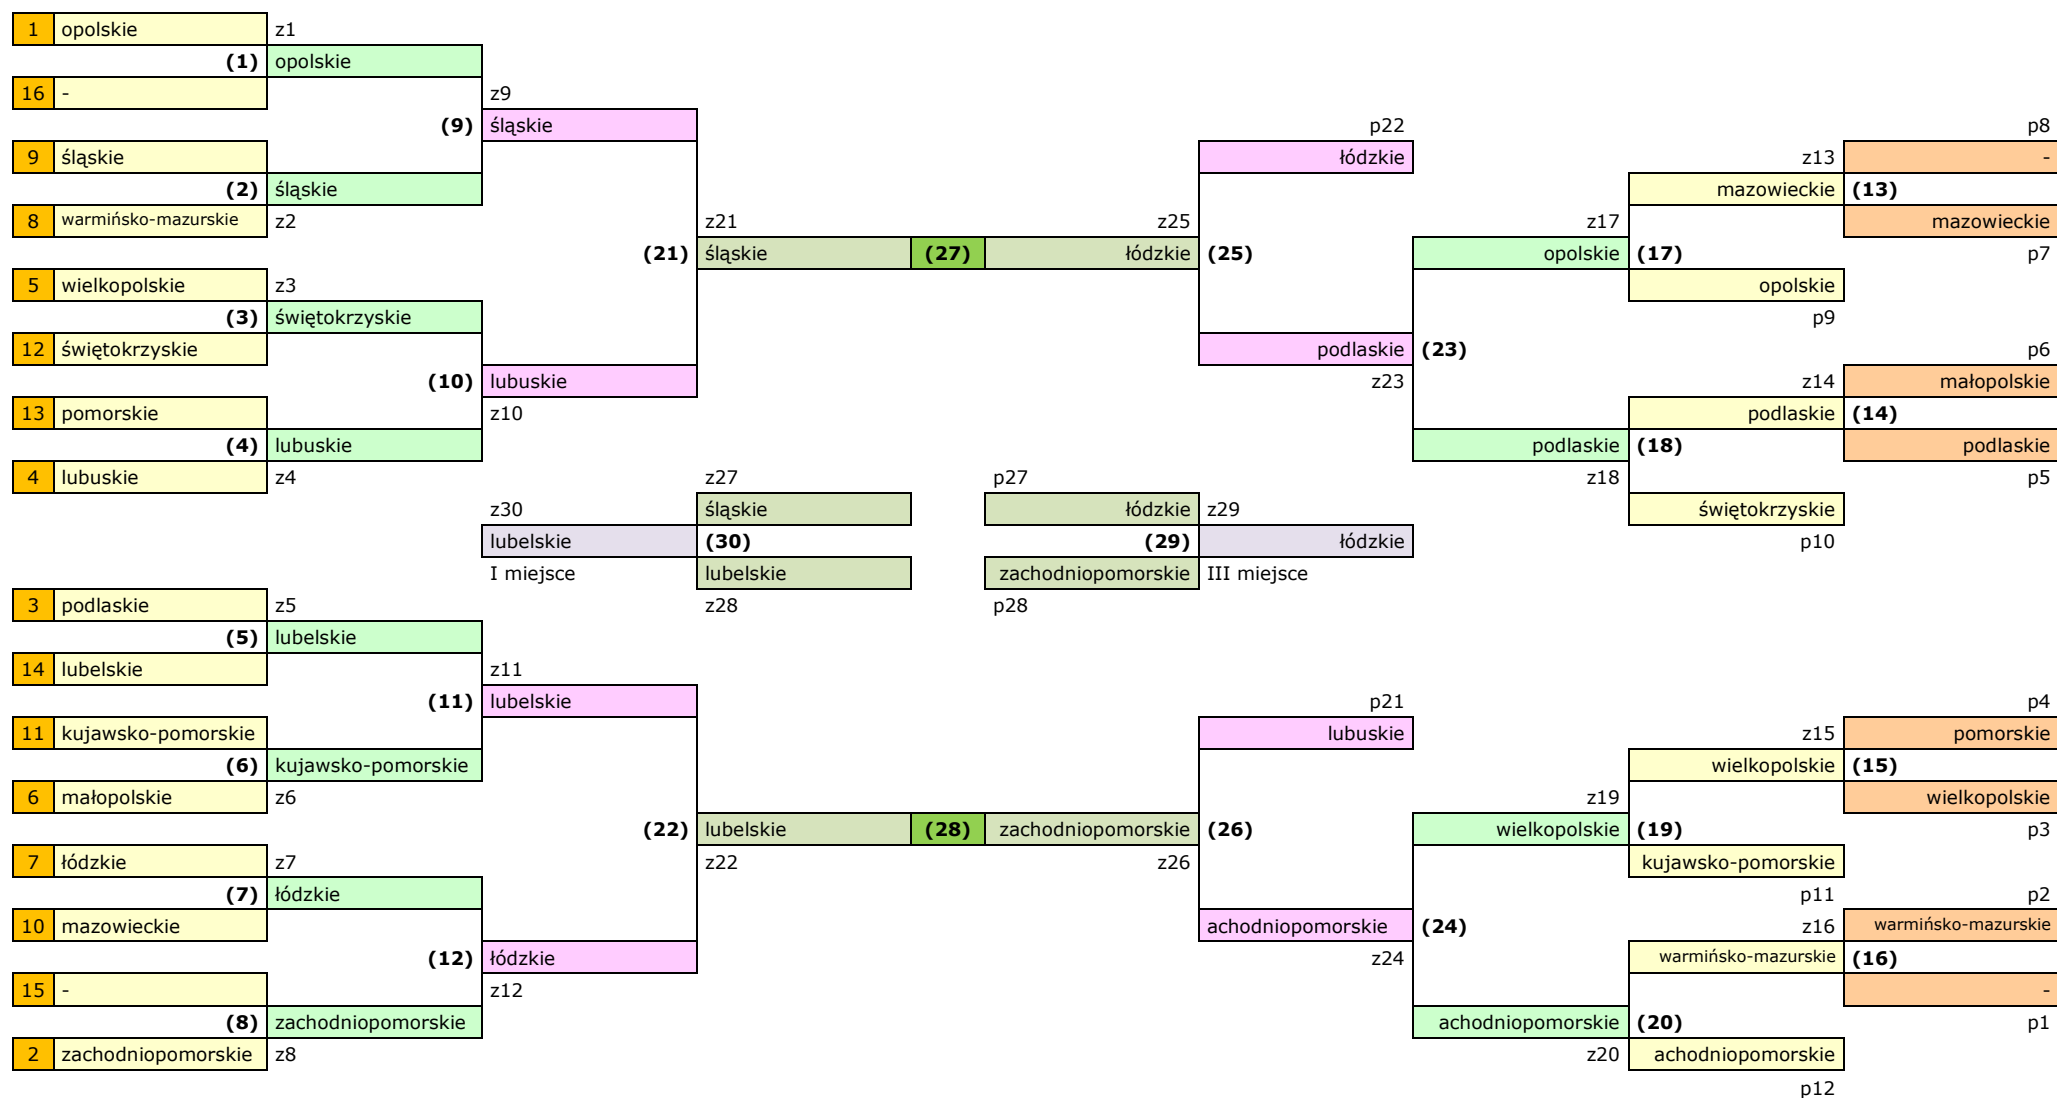 1 opolskie z1
(1) opolskie
16 - z9
(9) śląskie p22 p8
9 śląskie łódzkie z13 -
(2) śląskie mazowieckie (13)
8 warmińsko-mazurskie z2 z21 z25 z17 mazowieckie
(21) śląskie (27) łódzkie (25) opolskie (17) p7
5 wielkopolskie z3 opolskie
(3) świętokrzyskie p9
12 świętokrzyskie podlaskie (23) p6
(10) lubuskie z23 z14 małopolskie
13 pomorskie z10 podlaskie (14)
(4) lubuskie podlaskie (18) podlaskie
4 lubuskie z4 z27 p27 z18 p5
z30 śląskie łódzkie z29 świętokrzyskie
lubelskie (30) (29) łódzkie p10
I miejsce lubelskie zachodniopomorskie III miejsce
3 podlaskie z5 z28 p28
(5) lubelskie
14 lubelskie z11
(11) lubelskie p21 p4
11 kujawsko-pomorskie lubuskie z15 pomorskie
(6) kujawsko-pomorskie wielkopolskie (15)
6 małopolskie z6 z19 wielkopolskie
(22) lubelskie (28) zachodniopomorskie (26) wielkopolskie (19) p3
7 łódzkie z7 z22 z26 kujawsko-pomorskie
(7) łódzkie p11 p2
10 mazowieckie achodniopomorskie (24) z16 warmińsko-mazurskie
(12) łódzkie z24 warmińsko-mazurskie (16)
15 - z12 -
(8) zachodniopomorskie achodniopomorskie (20) p1
2 zachodniopomorskie z8 z20 achodniopomorskie
p12